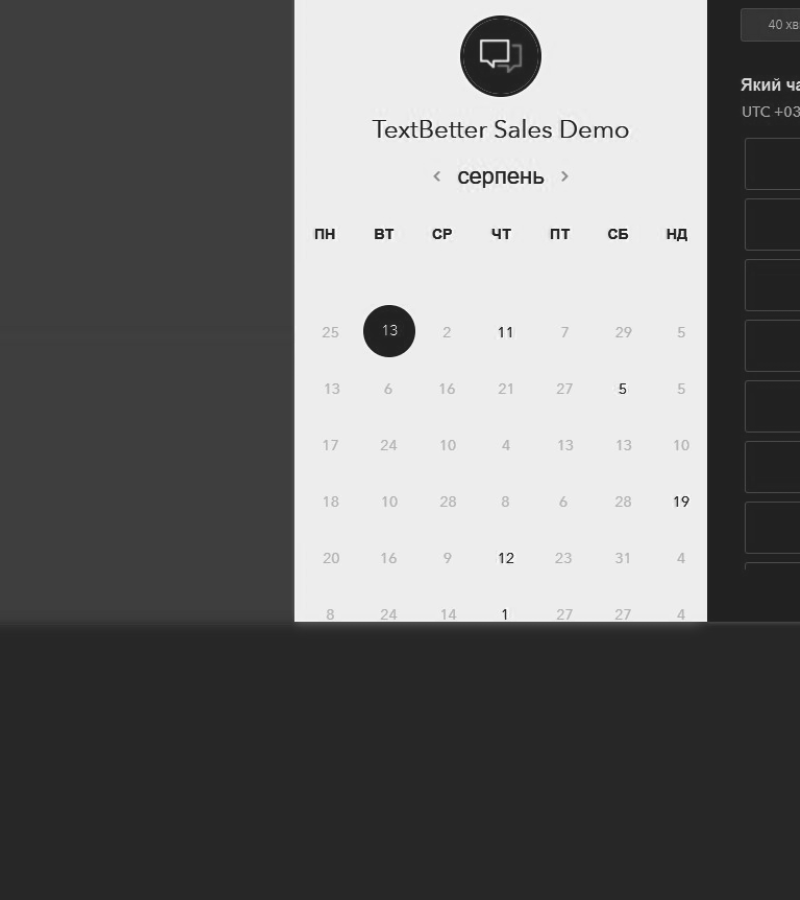 TextBetter Sales Demo
серпень
ПН ВТ СР ЧТ ПТ СБ НД
25 13 2 11 7 29 5
13 6 16 21 27 5 5
17 24 10 4 13 13 10
18 10 28 8 6 28 19
20 16 9 12 23 31 4
8 24 14 1 27 27 4
40 хв
Який ча
UTC +03